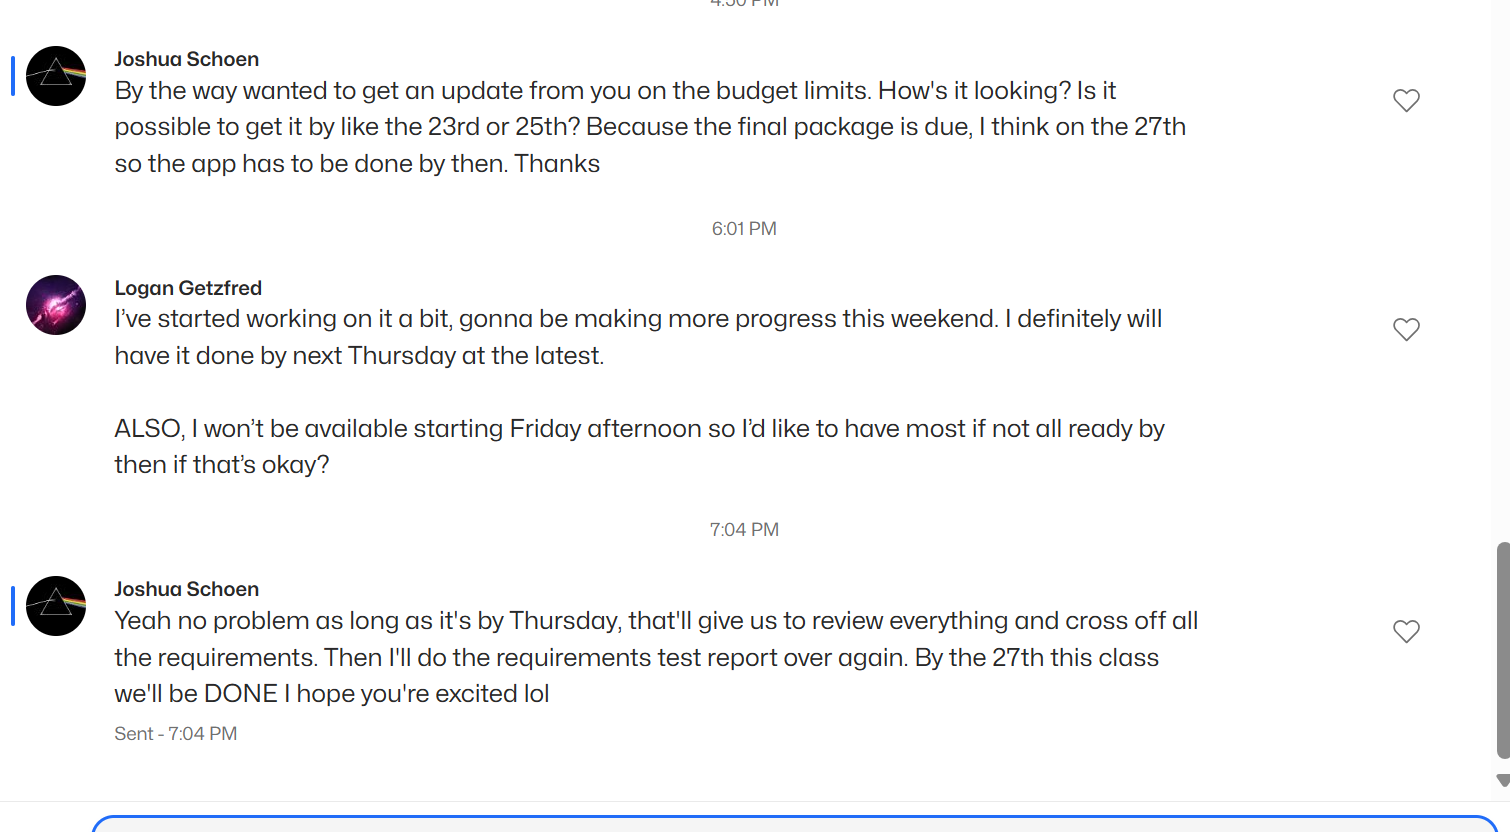 4:50 PM
Joshua Schoen
By the way wanted to get an update from you on the budget limits. How's it looking? Is it
possible to get it by like the 23rd or 25th? Because the final package is due, I think on the 27th
so the app has to be done by then. Thanks
6:01 PM
Logan Getzfred
I’ve started working on it a bit, gonna be making more progress this weekend. I definitely will
have it done by next Thursday at the latest.
ALSO, I won’t be available starting Friday afternoon so I’d like to have most if not all ready by
then if that’s okay?
7:04 PM
Joshua Schoen
Yeah no problem as long as it's by Thursday, that'll give us to review everything and cross off all
the requirements. Then I'll do the requirements test report over again. By the 27th this class
we'll be DONE I hope you're excited lol
Sent - 7:04 PM